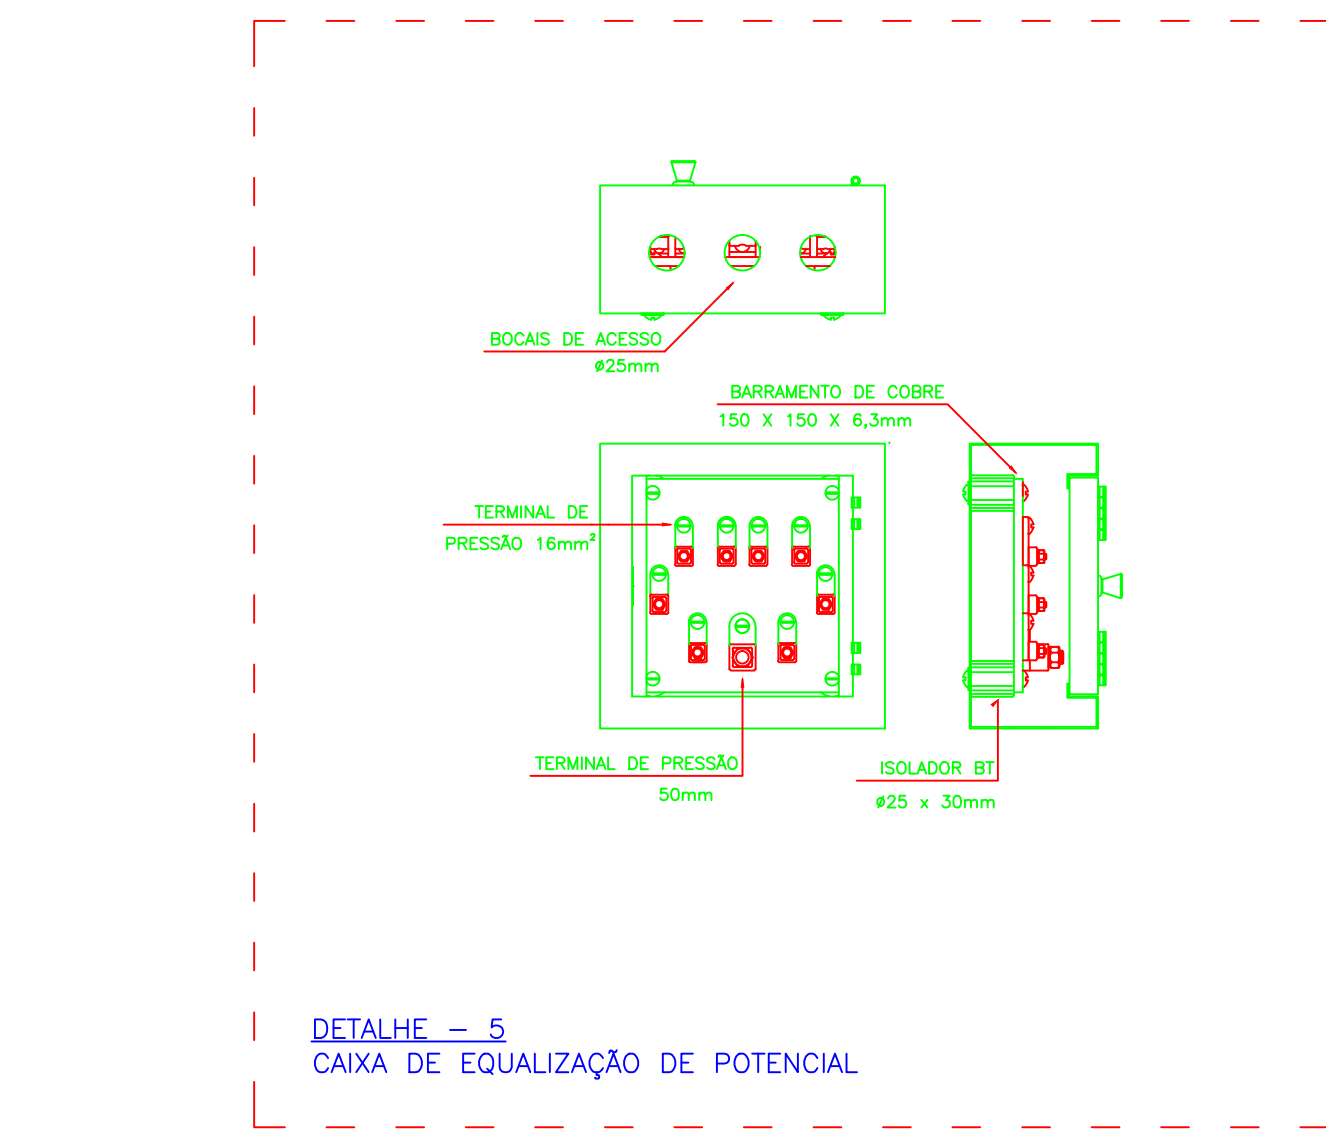 BOCAIS DE ACESSO
ø25mm
BARRAMENTO DE COBRE
150 X 150 X 6,3mm
TERMINAL DE
PRESSÃO 16mm²
TERMINAL DE PRESSÃO
50mm
ISOLADOR BT
ø25 x 30mm
DETALHE - 5
CAIXA DE EQUALIZAÇÃO DE POTENCIAL